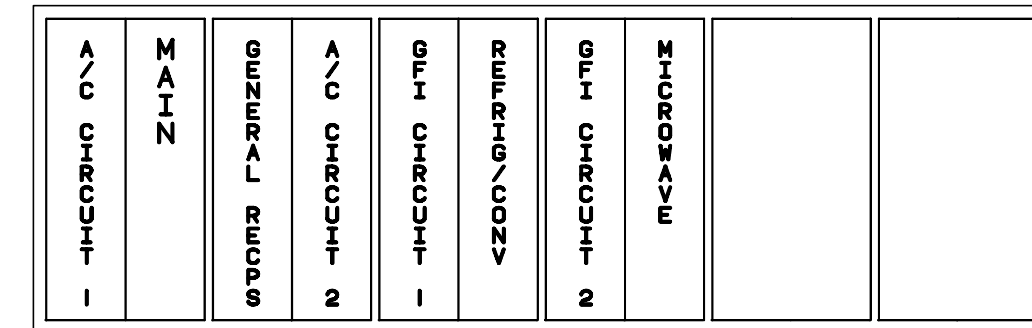 A/C CIRCUIT 1
MAIN
GENERAL RECPS
A/C CIRCUIT 2
GFI CIRCUIT 1
REFRIG/CONV
GFI CIRCUIT 2
MICROWAVE